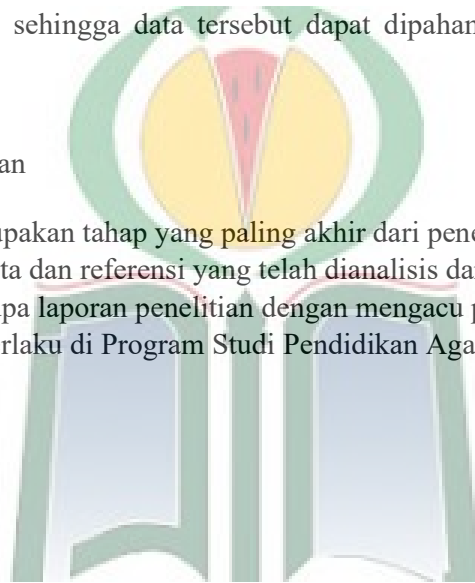 sehingga data tersebut dapat dipahan
an
upakan tahap yang paling akhir dari pene
ta dan referensi yang telah dianalisis da
pa laporan penelitian dengan mengacu p
rlaku di Program Studi Pendidikan Aga